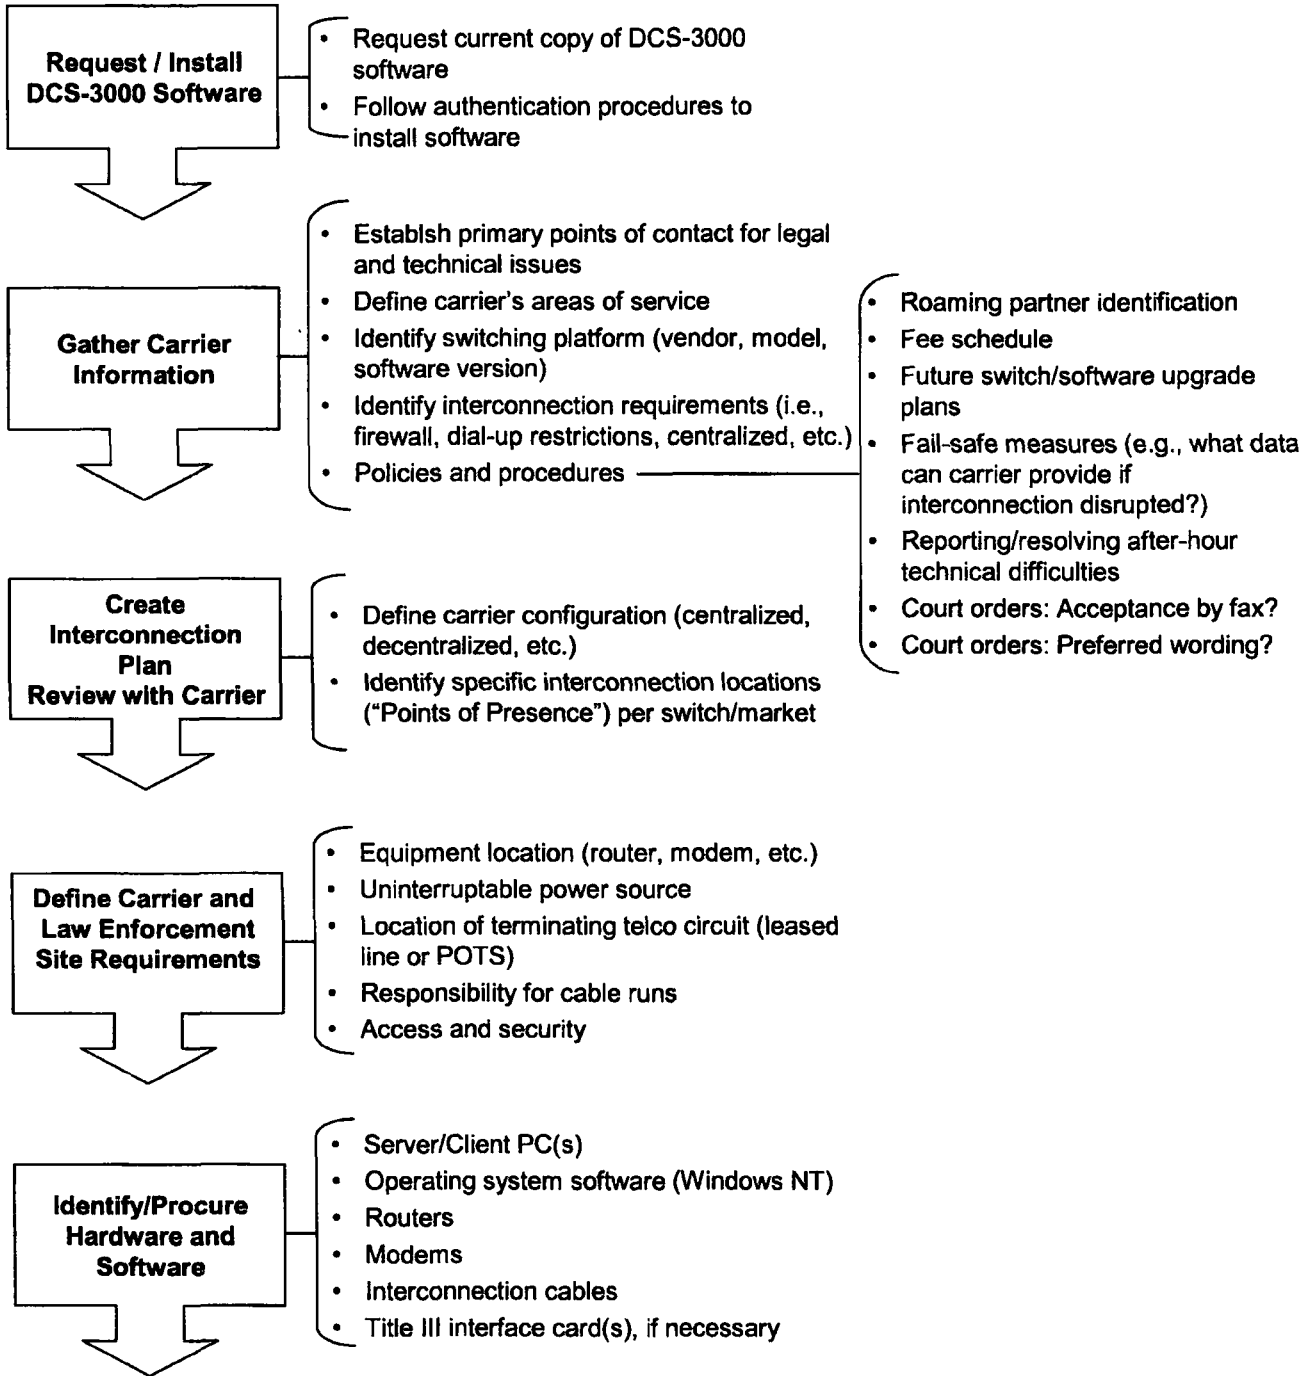 Request / Install
DCS-3000 Software
• Request current copy of DCS-3000
software
• Follow authentication procedures to
install software
Gather Carrier
Information
• Establsh primary points of contact for legal
and technical issues
• Define carrier's areas of service
• Identify switching platform (vendor, model,
software version)
• Identify interconnection requirements (i.e.,
firewall, dial-up restrictions, centralized, etc.)
• Policies and procedures
• Roaming partner identification
• Fee schedule
• Future switch/software upgrade
plans
• Fail-safe measures (e.g., what data
can carrier provide if
interconnection disrupted?)
• Reporting/resolving after-hour
technical difficulties
• Court orders: Acceptance by fax?
• Court orders: Preferred wording?
Create
Interconnection
Plan
Review with Carrier
• Define carrier configuration (centralized,
decentralized, etc.)
• Identify specific interconnection locations
("Points of Presence") per switch/market
Define Carrier and
Law Enforcement
Site Requirements
• Equipment location (router, modem, etc.)
• Uninterruptable power source
• Location of terminating telco circuit (leased
line or POTS)
• Responsibility for cable runs
• Access and security
Identify/Procure
Hardware and
Software
• Server/Client PC(s)
• Operating system software (Windows NT)
• Routers
• Modems
• Interconnection cables
• Title III interface card(s), if necessary